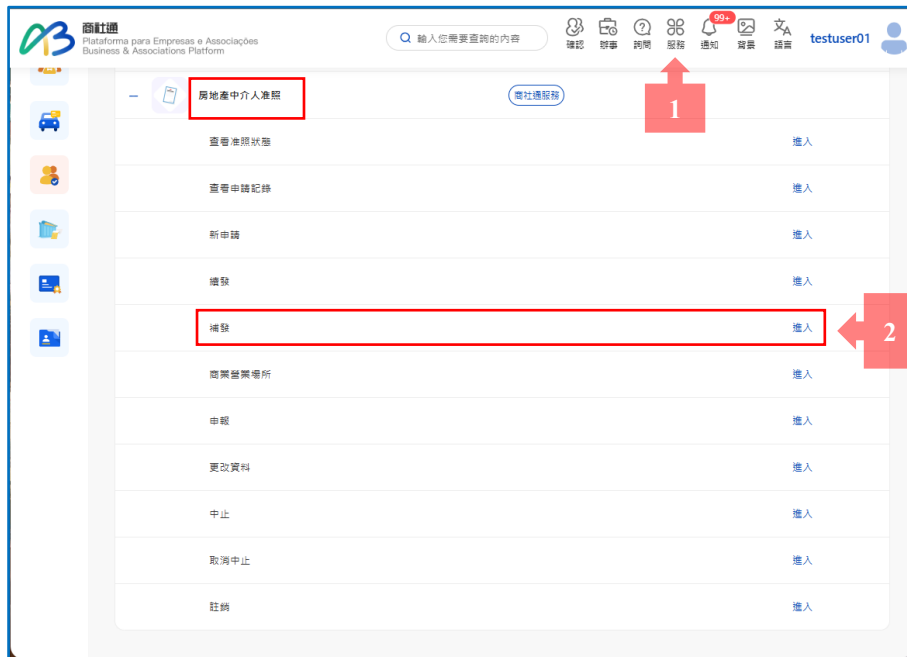 商社通
Plataforma para Empresas e Associações
Business & Associations Platform
輸入您需要查詢的內容
確認 辦事 詢問 服務 99+ 通知 背景 語言 testuser01
1
房地產中介人准照 商社通服務
查看准照狀態 進入
查看申請記錄 進入
新申請 進入
續發 進入
補發 進入
2
商業營業場所 進入
申報 進入
更改資料 進入
中止 進入
取消中止 進入
註銷 進入